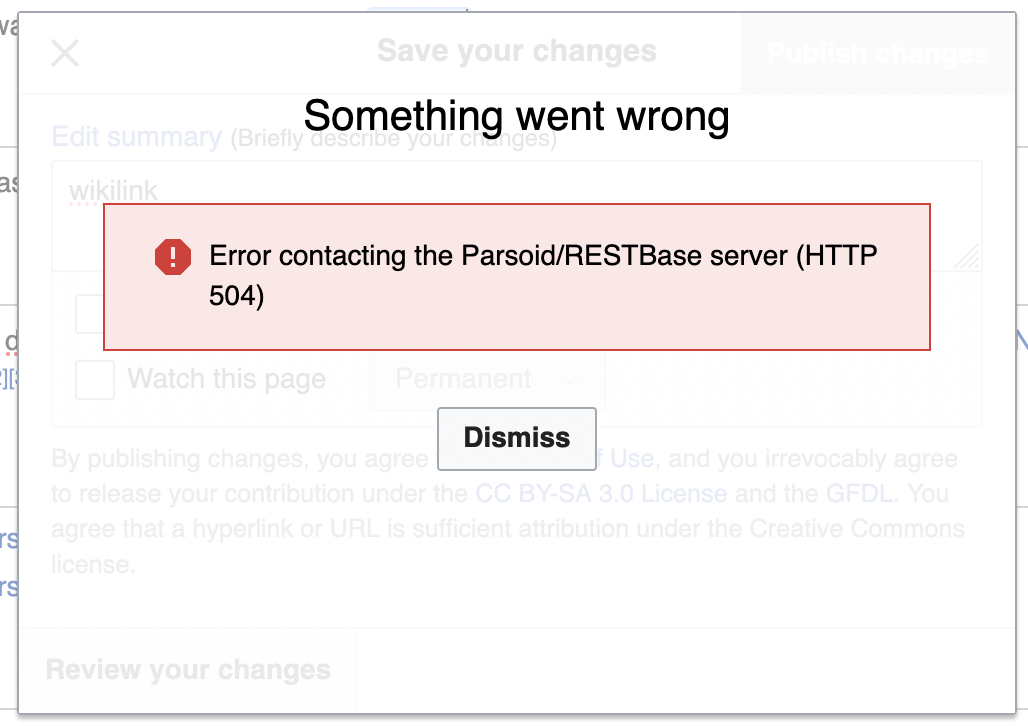 Save your changes
Publish changes
Something went wrong
Edit summary (Briefly describe your changes)
wikilink
Error contacting the Parsoid/RESTBase server (HTTP
504)
Watch this page
Permanent
Dismiss
By publishing changes, you agree f Use, and you irrevocably agree
to release your contribution under the CC BY-SA 3.0 License and the GFDL. You
agree that a hyperlink or URL is sufficient attribution under the Creative Commons
license.
Review your changes